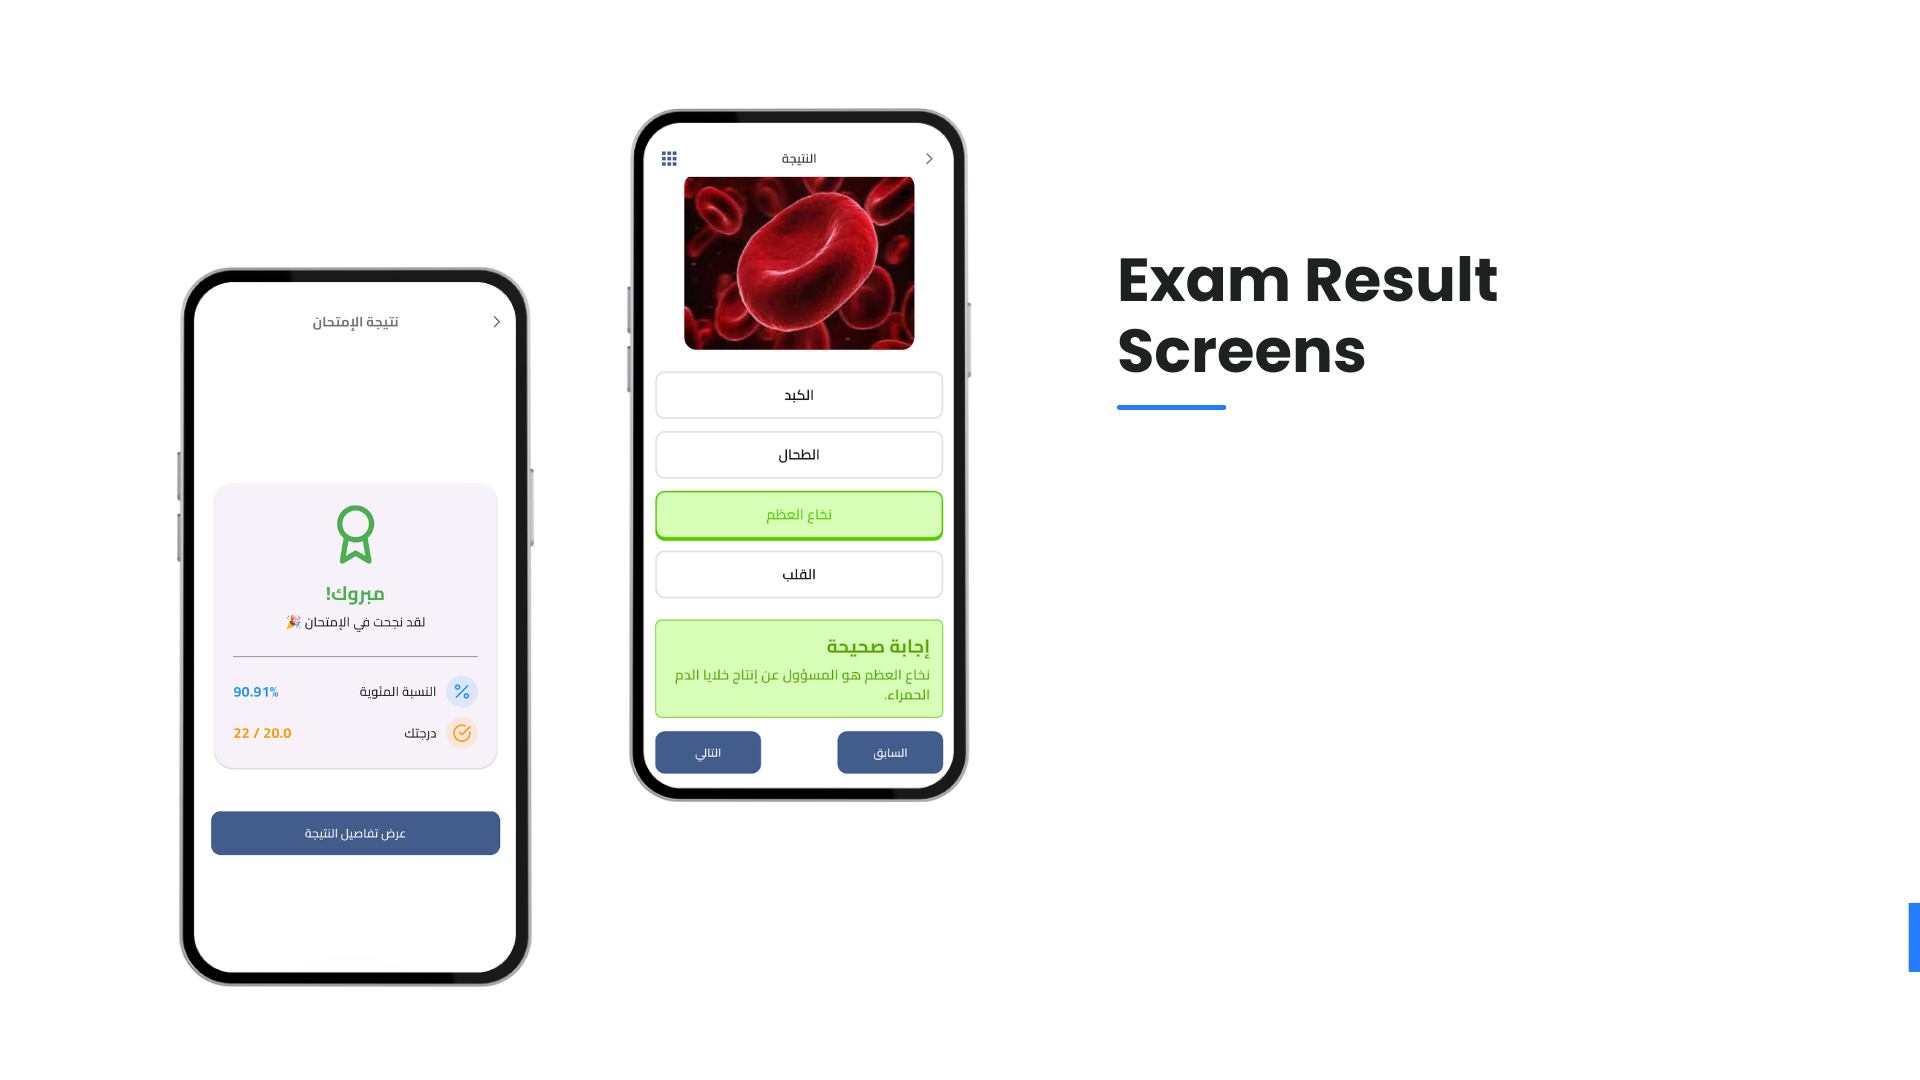 نتيجة الإمتحان
مبروك!
لقد نجحت في الإمتحان 🎉
النسبة المئوية
90.91%
درجتك
22 / 20.0
عرض تفاصيل النتيجة
النتيجة
الكبد
الطحال
نخاع العظم
القلب
إجابة صحيحة
نخاع العظم هو المسؤول عن إنتاج خلايا الدم
الحمراء.
السابق
التالي
Exam Result
Screens